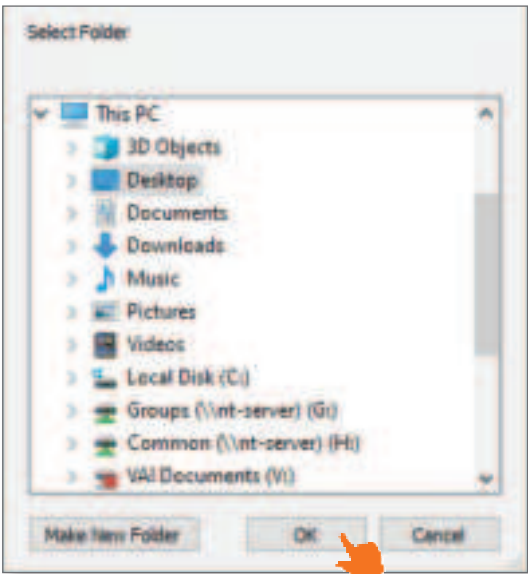 Select Folder
This PC
3D Objects
Desktop
Documents
Downloads
Music
Pictures
Videos
Local Disk (C:)
Groups (\\nt-server) (G:)
Common (\\nt-server) (H:)
VAI Documents (V:)
Make New Folder
OK
Cancel